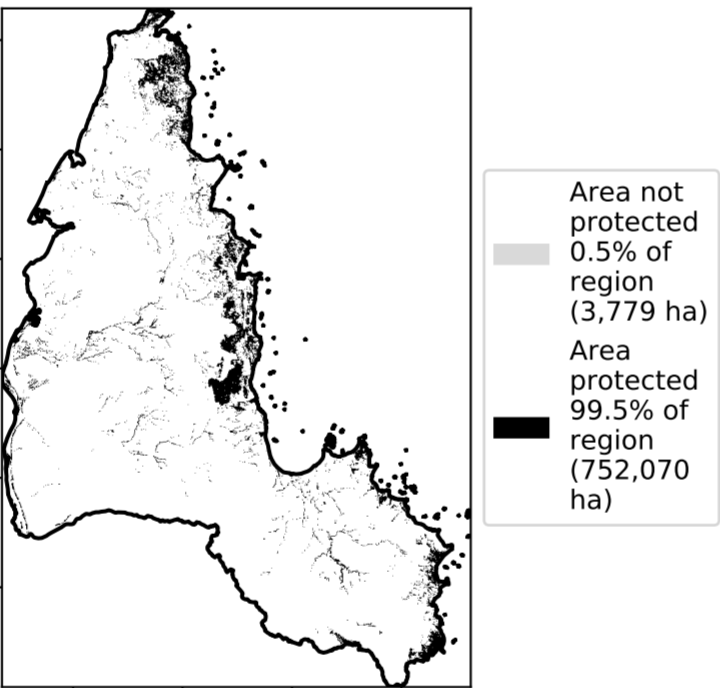 Area not
protected
0.5% of
region
(3,779 ha)
Area
protected
99.5% of
region
(752,070
ha)